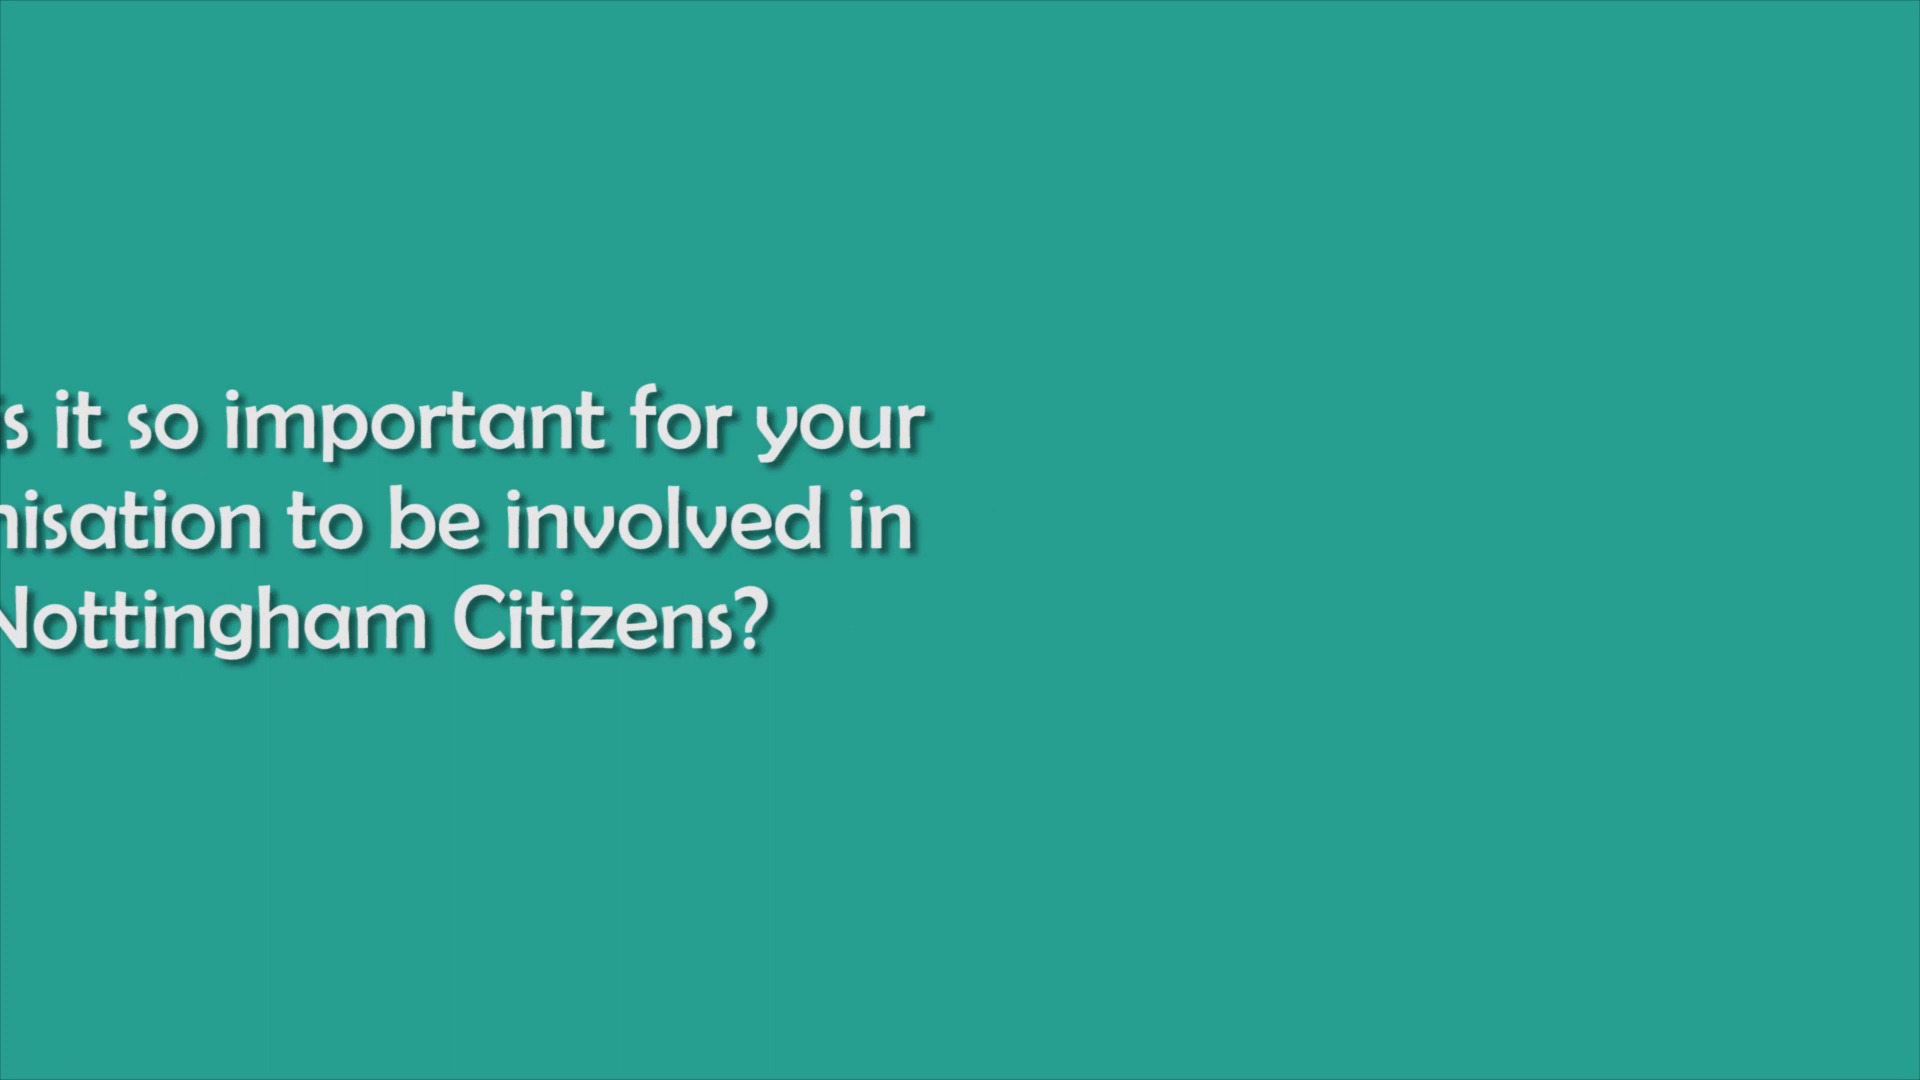 s it so important for your
nisation to be involved in
Nottingham Citizens?